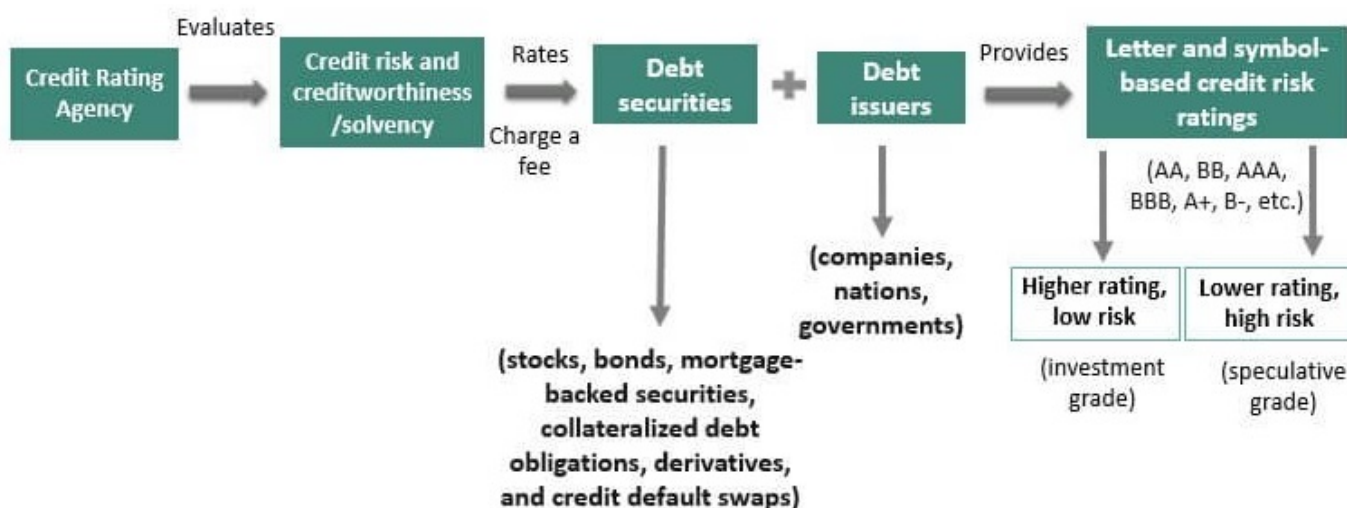 Evaluates
Credit Rating
Agency
Credit risk and
creditworthiness
/solvency
Rates
Charge a
fee
Debt
securities
Debt
issuers
Provides
Letter and symbol-
based credit risk
ratings
(AA, BB, AAA,
BBB, A+, B-, etc.)
(companies,
nations,
governments)
Higher rating,
low risk
Lower rating,
high risk
(investment
grade)
(speculative
grade)
(stocks, bonds, mortgage-
backed securities,
collateralized debt
obligations, derivatives,
and credit default swaps)